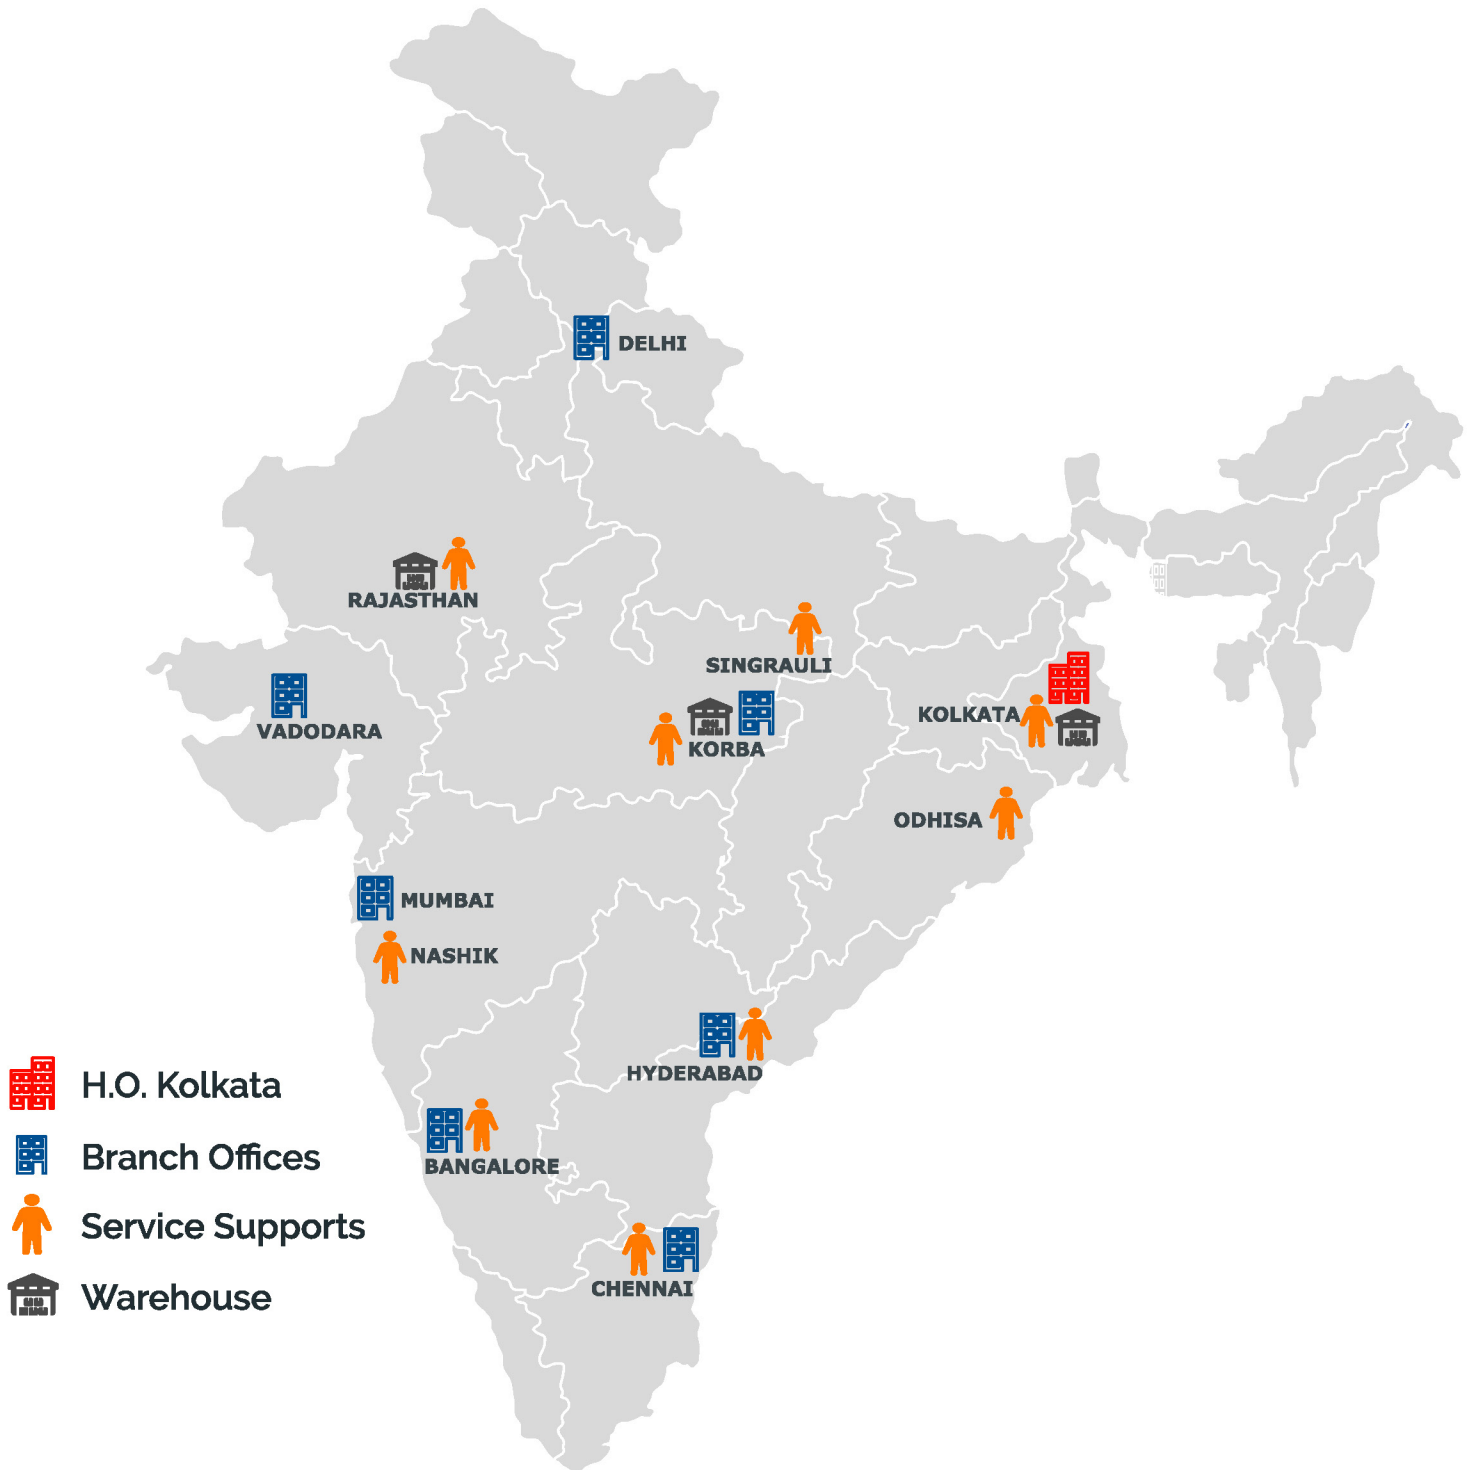 DELHI
RAJASTHAN
SINGRAULI
VADODARA
KOLKATA
KORBA
ODHISA
MUMBAI
NASHIK
HYDERABAD
BANGALORE
CHENNAI
H.O. Kolkata
Branch Offices
Service Supports
Warehouse